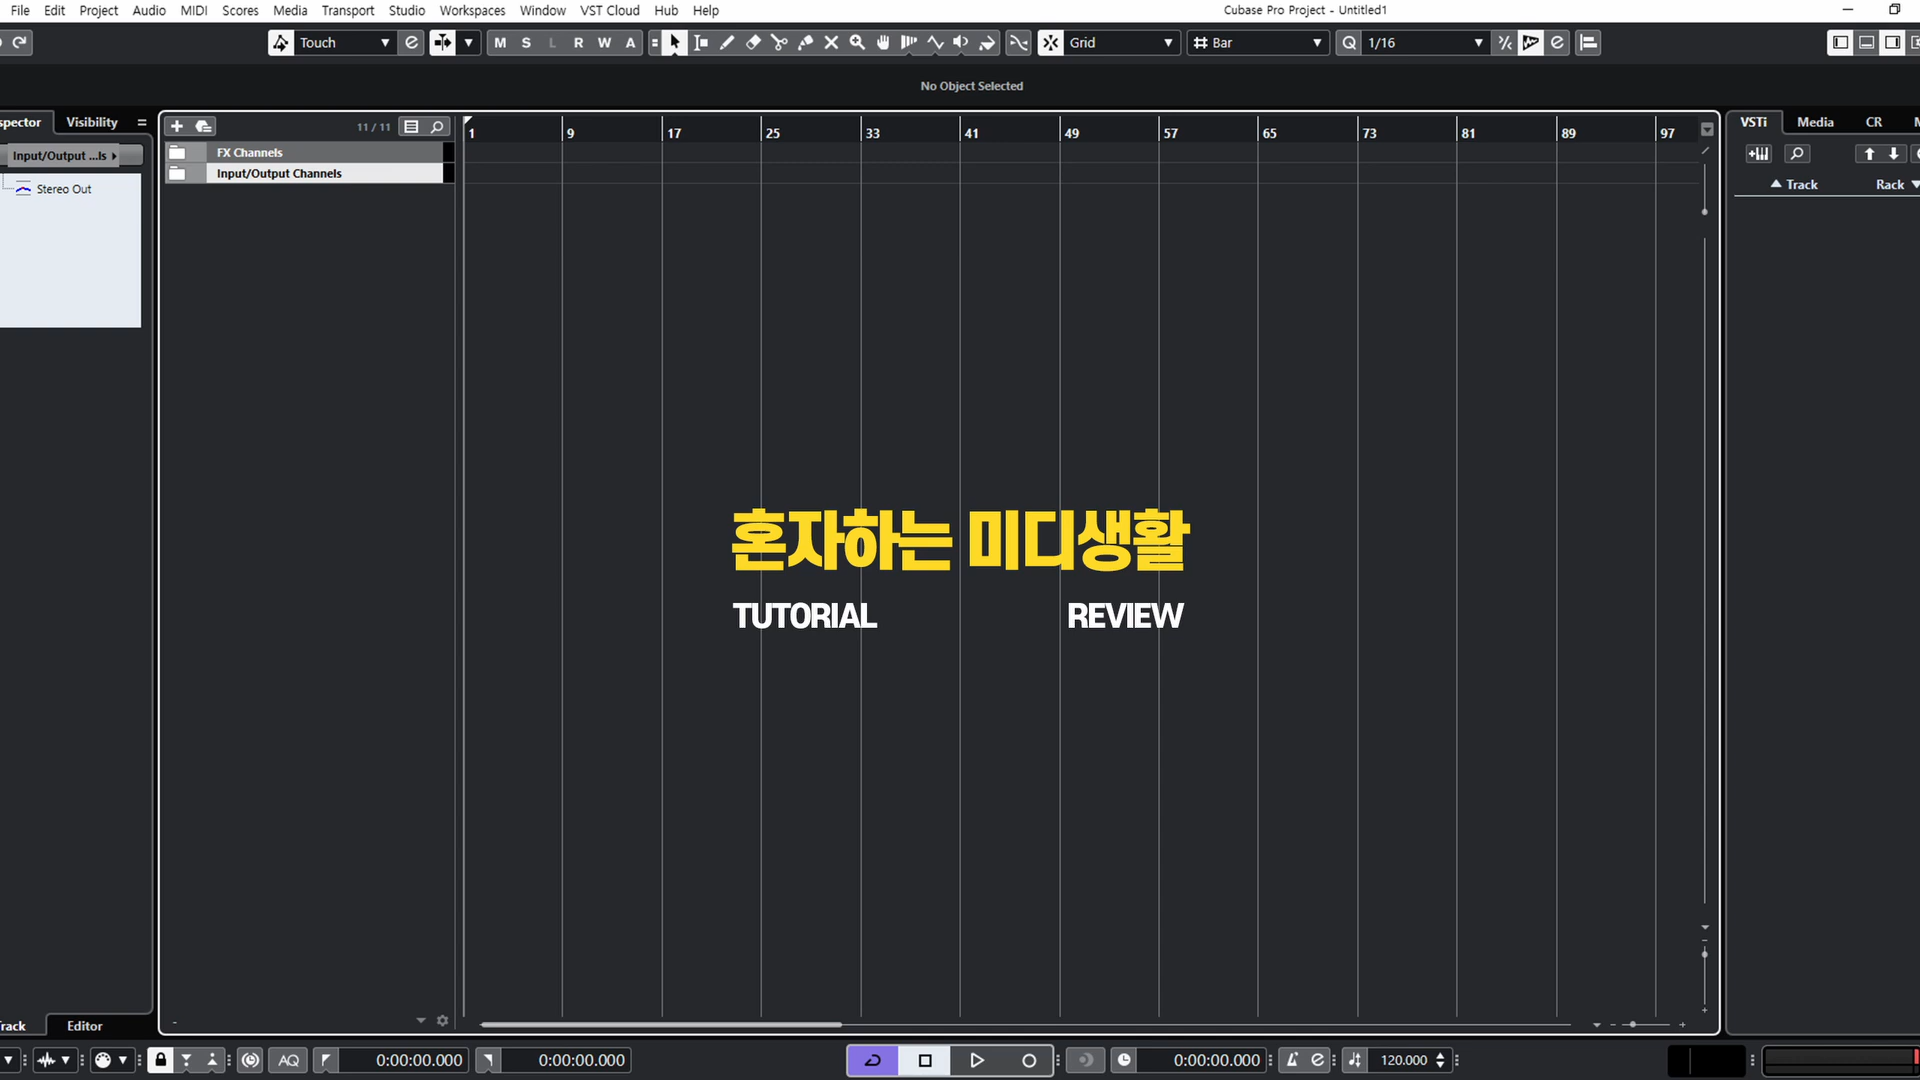 File Edit Project Audio MIDI Scores Media Transport Studio Workspaces Window VST Cloud Hub Help
Cubase Pro Project - Untitled1
Touch
M S L R W A
Grid
Bar
Q 1/16
No Object Selected
spector Visibility
11 / 11
1 9 17 25 33 41 49 57 65 73 81 89 97
VSTi Media CR M
Input/Output ...ls
FX Channels
Input/Output Channels
Stereo Out
Track Rack
혼자하는 미디생활
TUTORIAL REVIEW
rack Editor
AQ
0:00:00.000
0:00:00.000
0:00:00.000
120.000